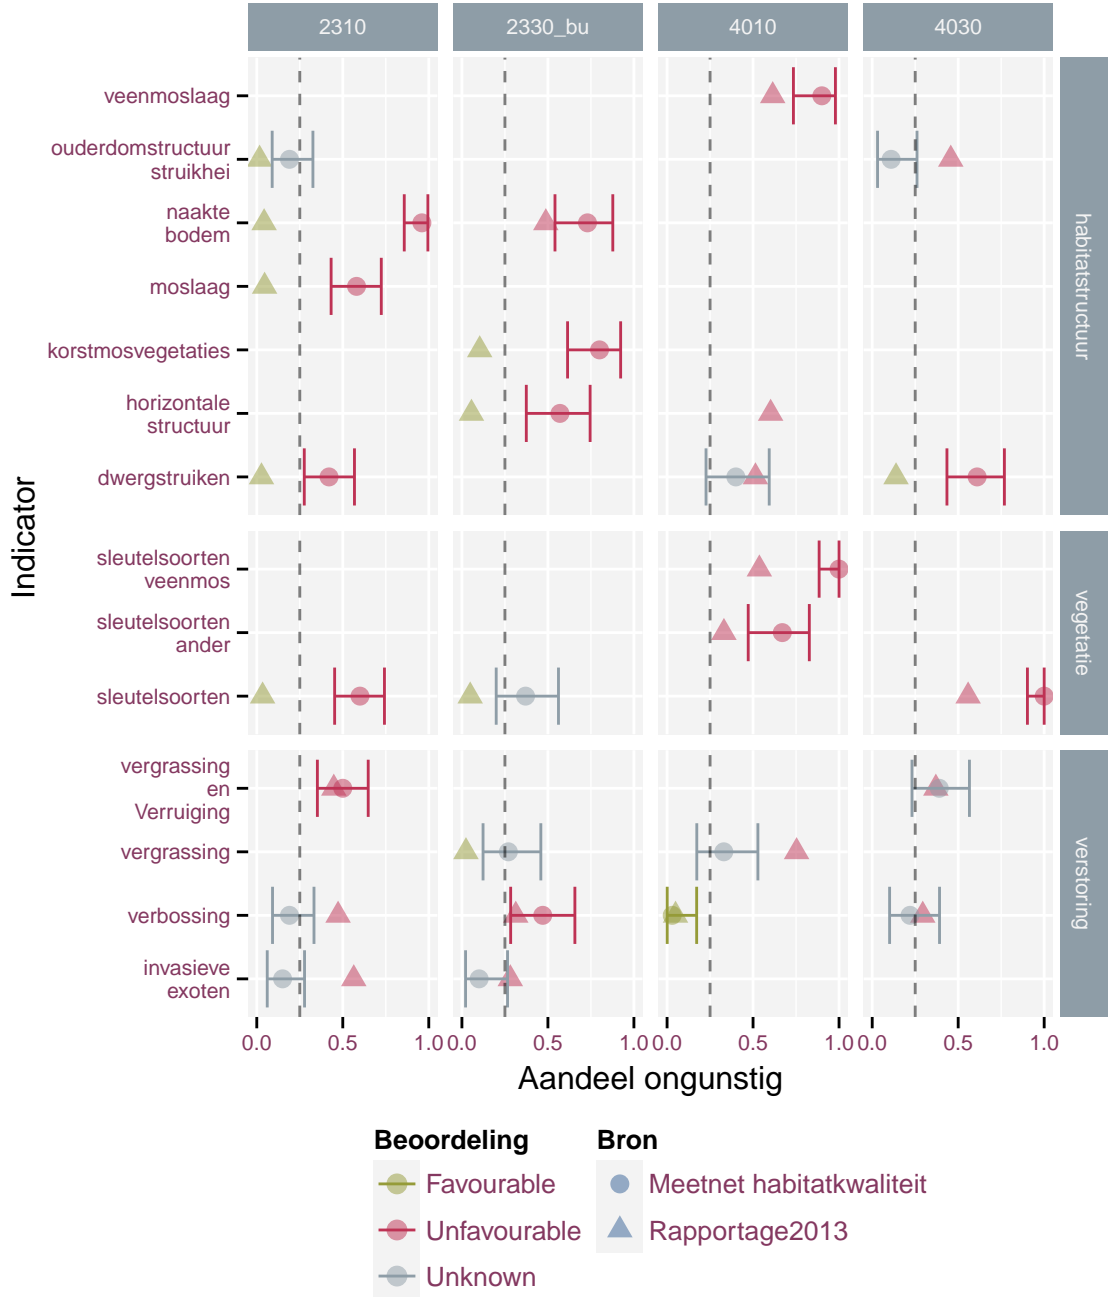 2310
2330_bu
4010
4030
veenmoslaag
ouderdomstructuur
struikhei
naakte
bodem
moslaag
korstmosvegetaties
horizontale
structuur
dwergstruiken
habitatstructuur
sleutelsoorten
veenmos
sleutelsoorten
ander
sleutelsoorten
vegetatie
vergrassing
en
Verruiging
vergrassing
verbossing
invasieve
exoten
verstoring
Indicator
0.0 0.5 1.0 0.0 0.5 1.0 0.0 0.5 1.0 0.0 0.5 1.0
Aandeel ongunstig
Beoordeling
Favourable
Unfavourable
Unknown
Bron
Meetnet habitatkwaliteit
Rapportage2013